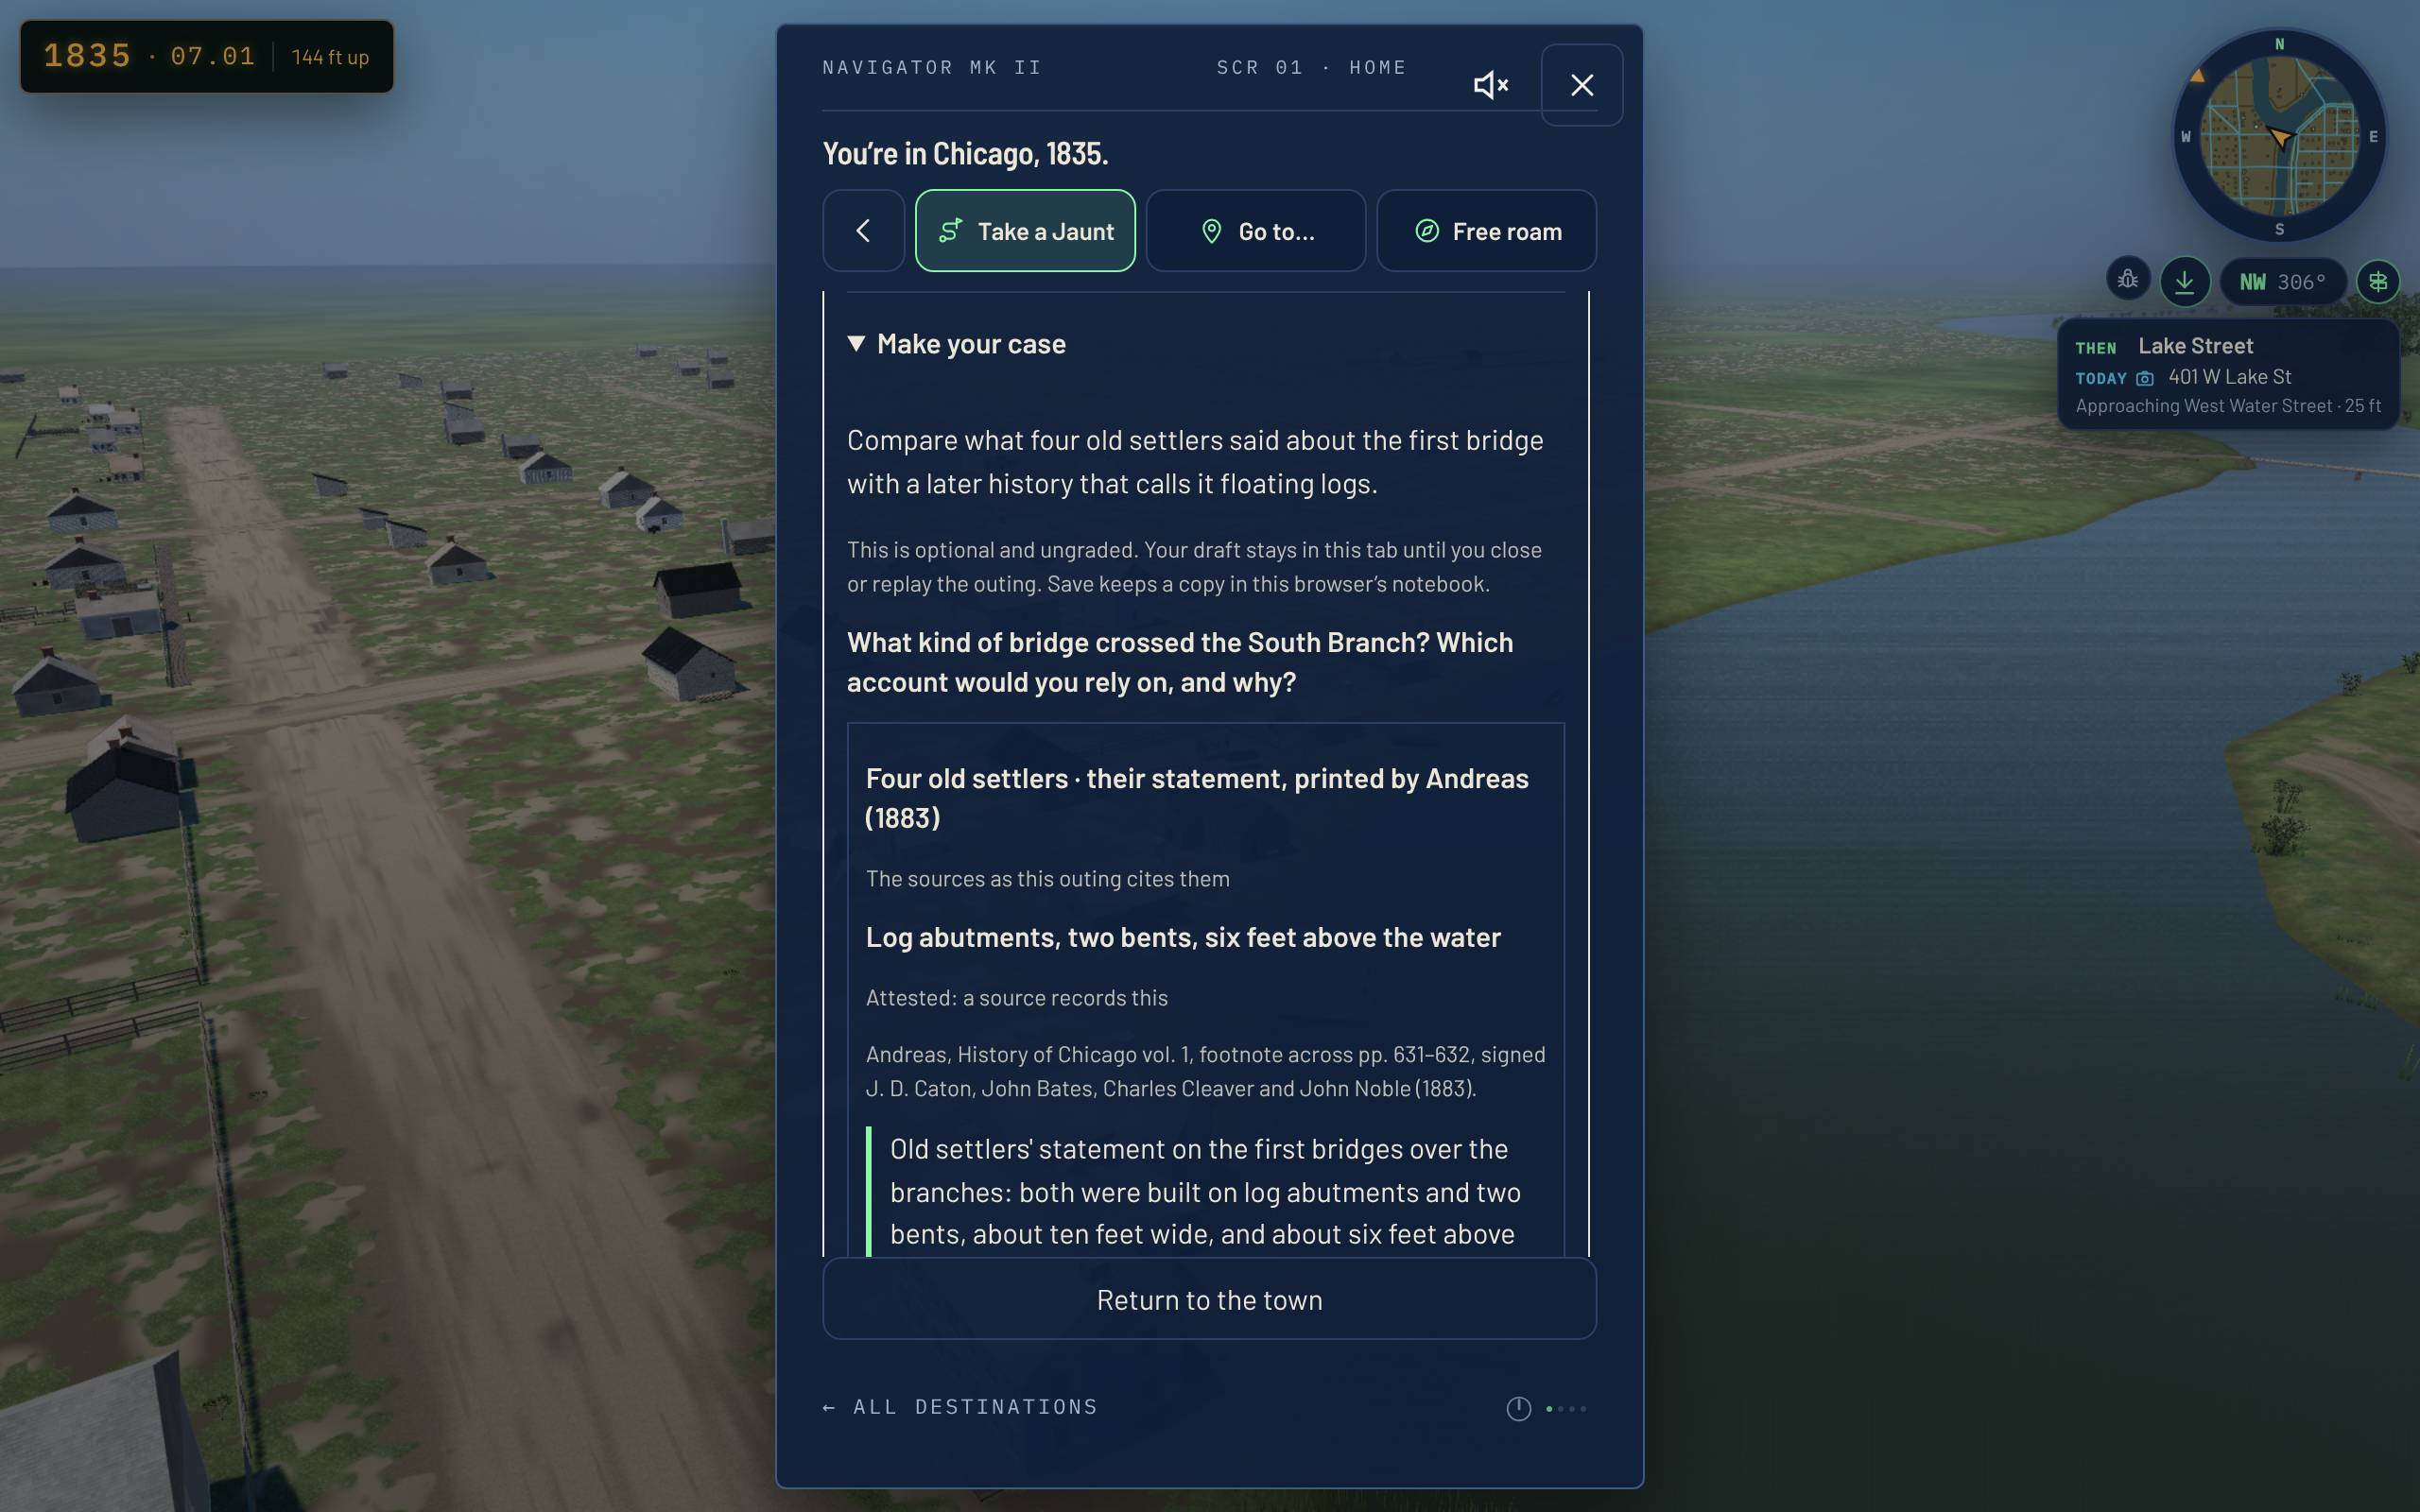 1835 · 07.01 144 ft up
NAVIGATOR MK II
SCR 01 · HOME
You’re in Chicago, 1835.
Take a Jaunt
Go to...
Free roam
Make your case
Compare what four old settlers said about the first bridge
with a later history that calls it floating logs.
This is optional and ungraded. Your draft stays in this tab until you close
or replay the outing. Save keeps a copy in this browser’s notebook.
What kind of bridge crossed the South Branch? Which
account would you rely on, and why?
Four old settlers · their statement, printed by Andreas
(1883)
The sources as this outing cites them
Log abutments, two bents, six feet above the water
Attested: a source records this
Andreas, History of Chicago vol. 1, footnote across pp. 631–632, signed
J. D. Caton, John Bates, Charles Cleaver and John Noble (1883).
Old settlers' statement on the first bridges over the
branches: both were built on log abutments and two
bents, about ten feet wide, and about six feet above
Return to the town
← ALL DESTINATIONS
N
W
E
S
NW 306°
THEN Lake Street
TODAY 401 W Lake St
Approaching West Water Street · 25 ft